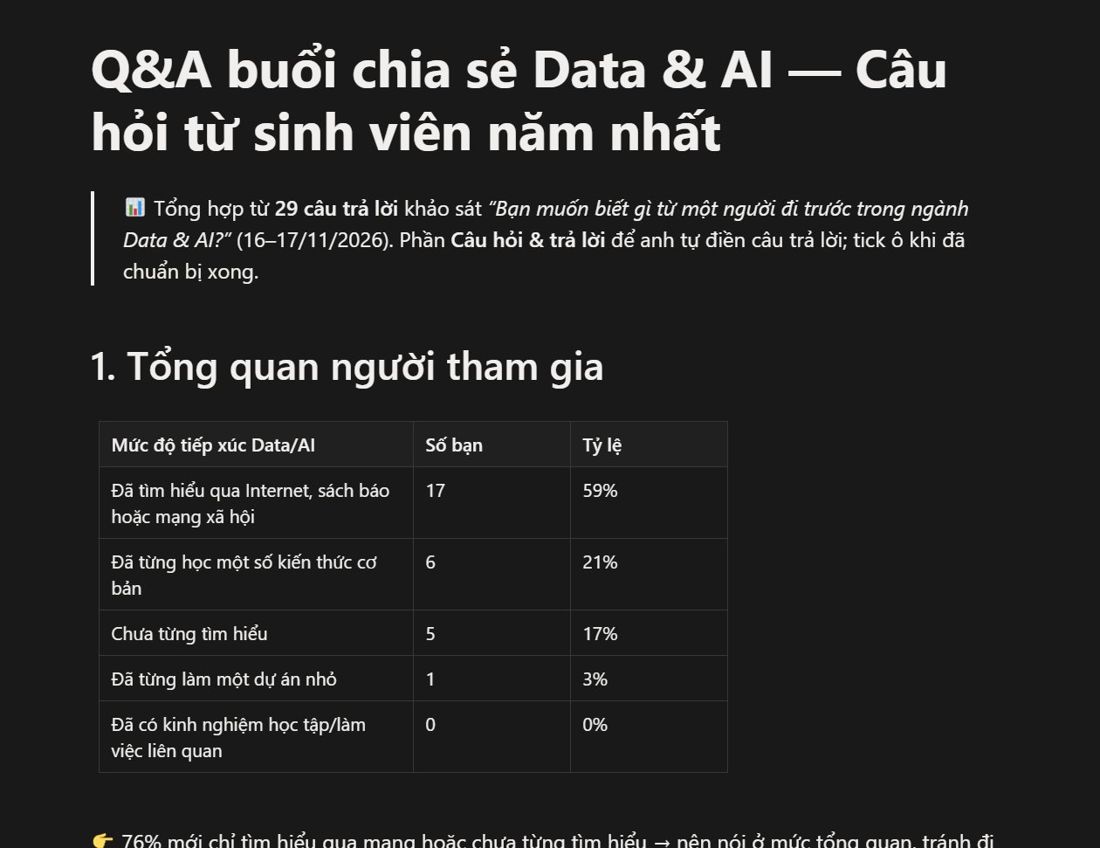 Q&A buổi chia sẻ Data & AI — Câu
hỏi từ sinh viên năm nhất
📊 Tổng hợp từ 29 câu trả lời khảo sát “Bạn muốn biết gì từ một người đi trước trong ngành
Data & AI?” (16–17/11/2026). Phần Câu hỏi & trả lời để anh tự điền câu trả lời; tick ô khi đã
chuẩn bị xong.
1. Tổng quan người tham gia
Mức độ tiếp xúc Data/AI Số bạn Tỷ lệ
Đã tìm hiểu qua Internet, sách báo 17 59%
hoặc mạng xã hội
Đã từng học một số kiến thức cơ 6 21%
bản
Chưa từng tìm hiểu 5 17%
Đã từng làm một dự án nhỏ 1 3%
Đã có kinh nghiệm học tập/làm 0 0%
việc liên quan
👉 76% mới chỉ tìm hiểu qua mạng hoặc chưa từng tìm hiểu → nên nói ở mức tổng quan, tránh đi